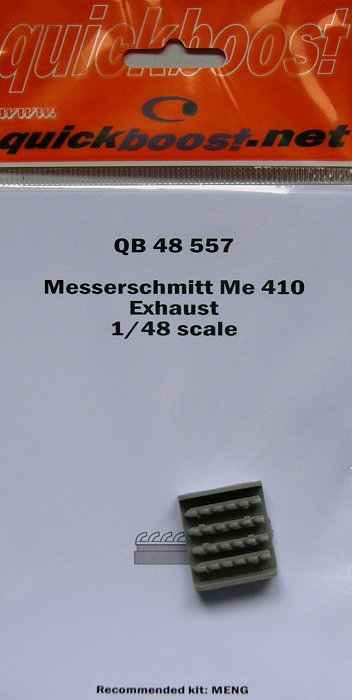 quickboost
www.
quickboost.net
QB 48 557
Messerschmitt Me 410
Exhaust
1/48 scale
Recommended kit: MENG